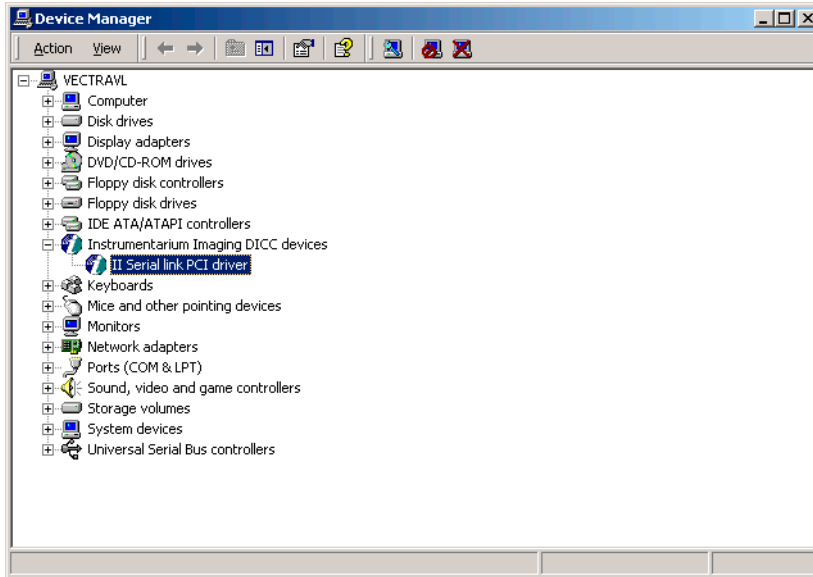 Device Manager
Action View
VECTRAVL
Computer
Disk drives
Display adapters
DVD/CD-ROM drives
Floppy disk controllers
Floppy disk drives
IDE ATA/ATAPI controllers
Instrumentarium Imaging DICC devices
II Serial link PCI driver
Keyboards
Mice and other pointing devices
Monitors
Network adapters
Ports (COM & LPT)
Sound, video and game controllers
Storage volumes
System devices
Universal Serial Bus controllers